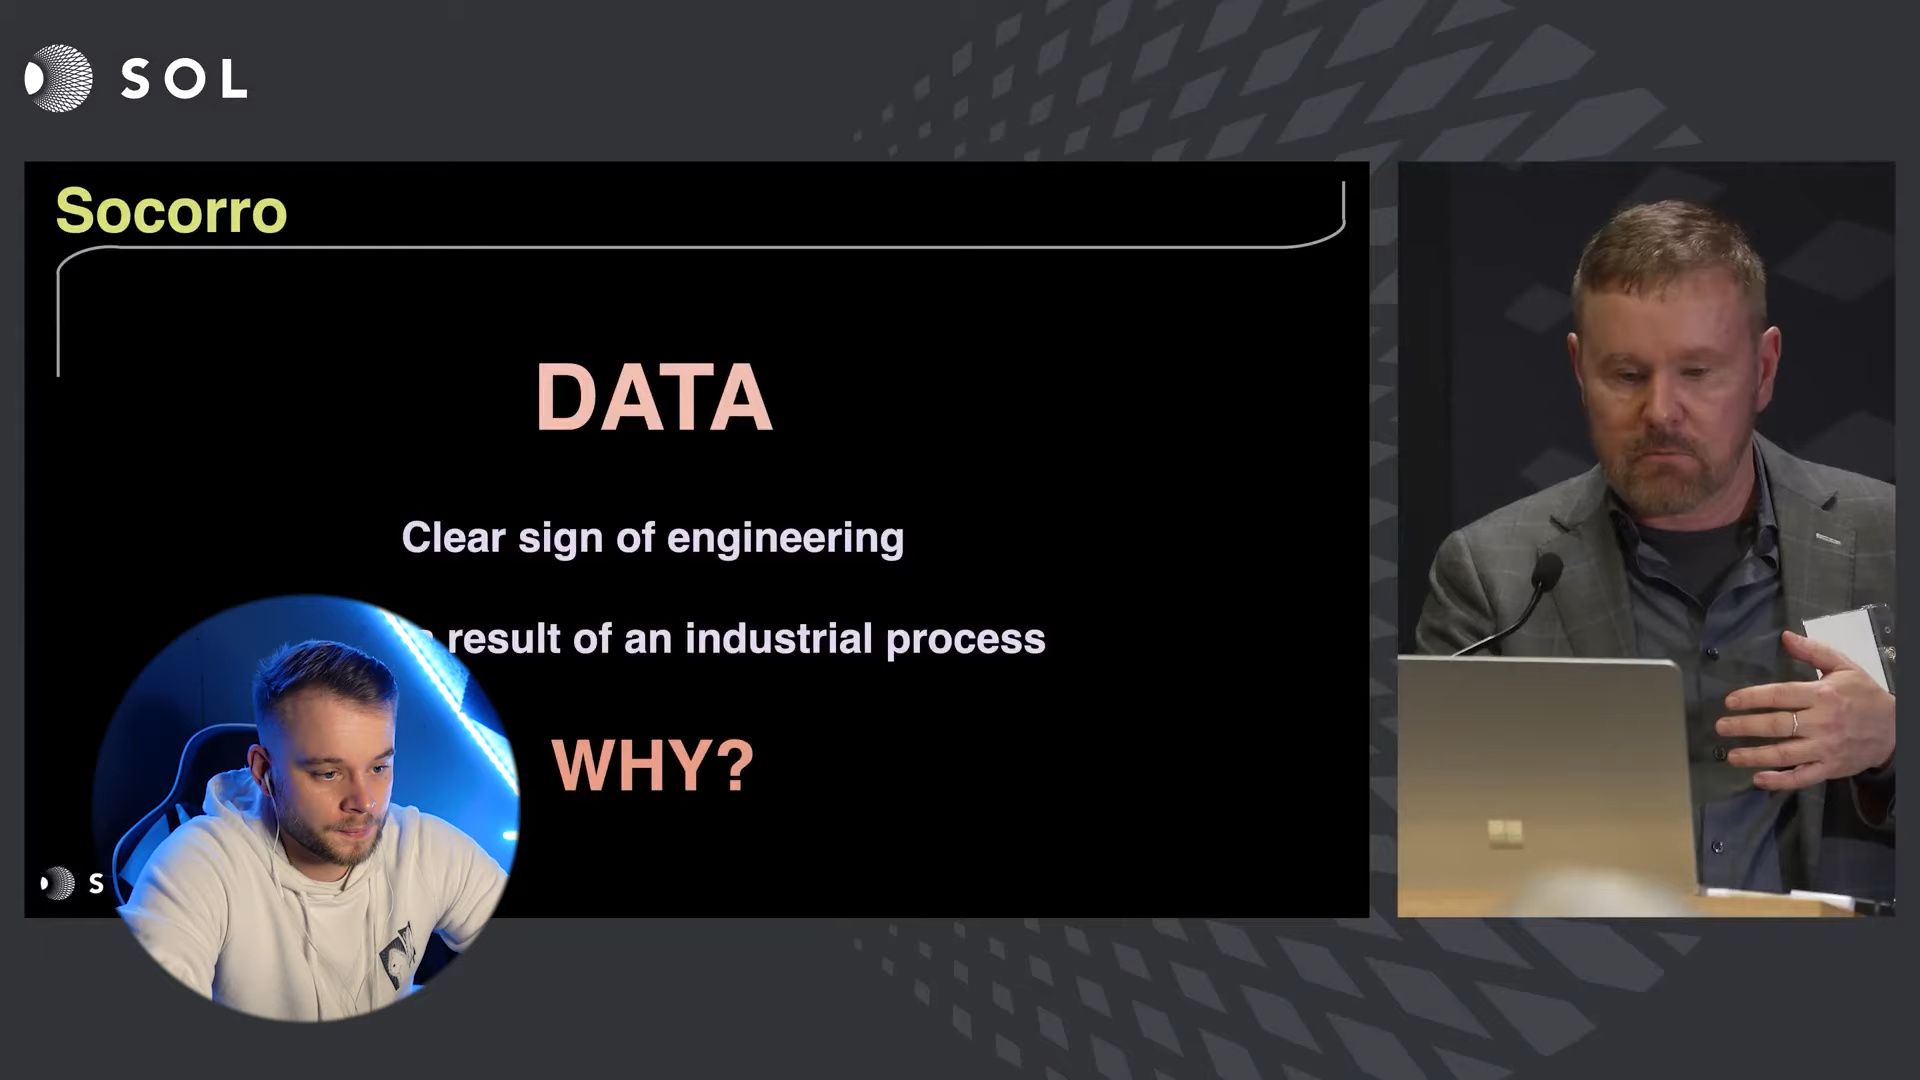 SOL
Socorro
DATA
Clear sign of engineering
result of an industrial process
WHY?
S